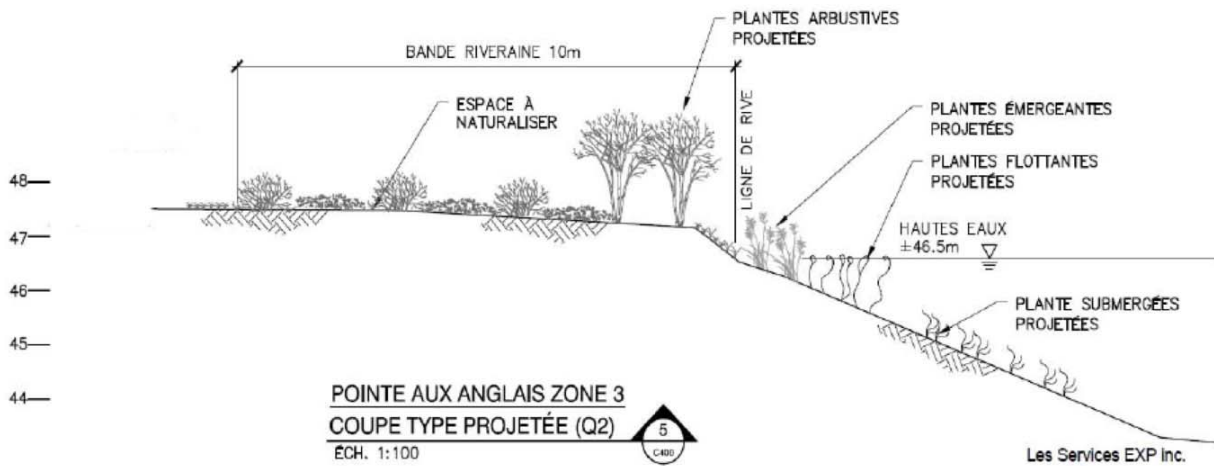 PLANTES ARBUSTIVES
PROJETÉES
BANDE RIVERAINE 10m
ESPACE À
NATURALISER
LIGNE DE RIVE
PLANTES ÉMERGEANTES
PROJETÉES
PLANTES FLOTTANTES
PROJETÉES
48
47
46
45
44
HAUTES EAUX
±46.5m
PLANTE SUBMERGÉES
PROJETÉES
POINTE AUX ANGLAIS ZONE 3
COUPE TYPE PROJETÉE (Q2)
ÉCH. 1:100
5
C400
Les Services EXP inc.